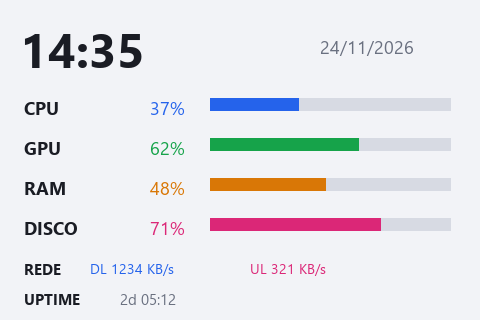 14:35 24/11/2026
CPU 37%
GPU 62%
RAM 48%
DISCO 71%
REDE DL 1234 KB/s UL 321 KB/s
UPTIME 2d 05:12